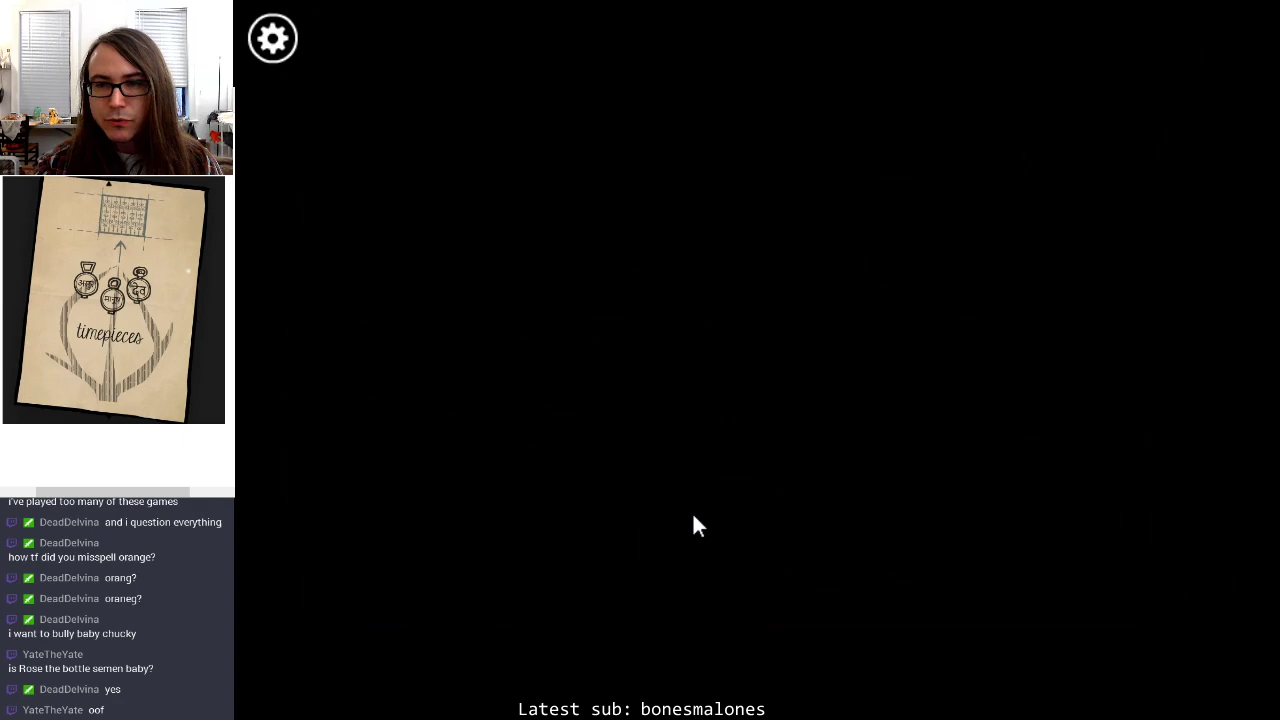 देव
timepieces
i've played too many of these games
DeadDelvina and i question everything
DeadDelvina
how tf did you misspell orange?
DeadDelvina orang?
DeadDelvina oraneg?
DeadDelvina
i want to bully baby chucky
YateTheYate
is Rose the bottle semen baby?
DeadDelvina yes
YateTheYate oof
Latest sub: bonesmalones